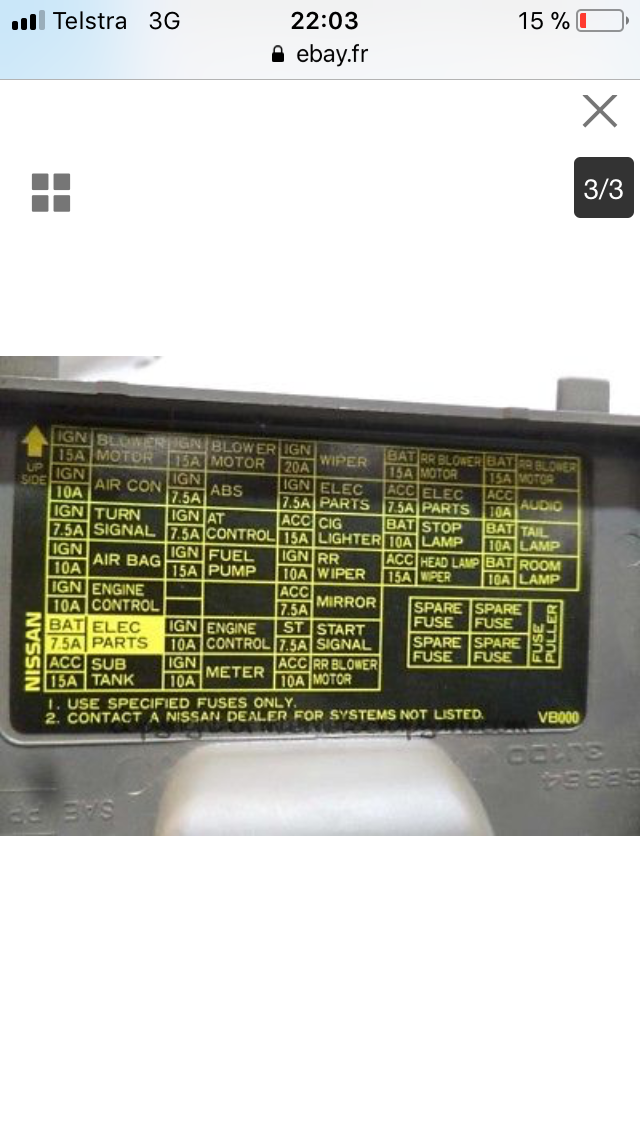 Telstra 3G 22:03 15 %
ebay.fr
3/3
UP SIDE
IGN 15A BLOWER MOTOR IGN 15A BLOWER MOTOR IGN 20A WIPER BAT 15A RR BLOWER MOTOR BAT 15A RR BLOWER MOTOR
IGN 10A AIR CON IGN 7.5A ABS IGN 7.5A ELEC PARTS ACC 7.5A ELEC PARTS ACC 10A AUDIO
IGN 7.5A TURN SIGNAL IGN 7.5A AT CONTROL ACC 15A CIG LIGHTER BAT 10A STOP LAMP BAT 10A TAIL LAMP
IGN 10A AIR BAG IGN 15A FUEL PUMP IGN 10A RR WIPER ACC 15A HEAD LAMP WIPER BAT 10A ROOM LAMP
IGN 10A ENGINE CONTROL ACC 7.5A MIRROR
BAT 7.5A ELEC PARTS IGN 10A ENGINE CONTROL ST 7.5A START SIGNAL
ACC 15A SUB TANK IGN 10A METER ACC 10A RR BLOWER MOTOR
SPARE FUSE SPARE FUSE
SPARE FUSE SPARE FUSE
FUSE PULLER
NISSAN
1. USE SPECIFIED FUSES ONLY.
2. CONTACT A NISSAN DEALER FOR SYSTEMS NOT LISTED.
VB000